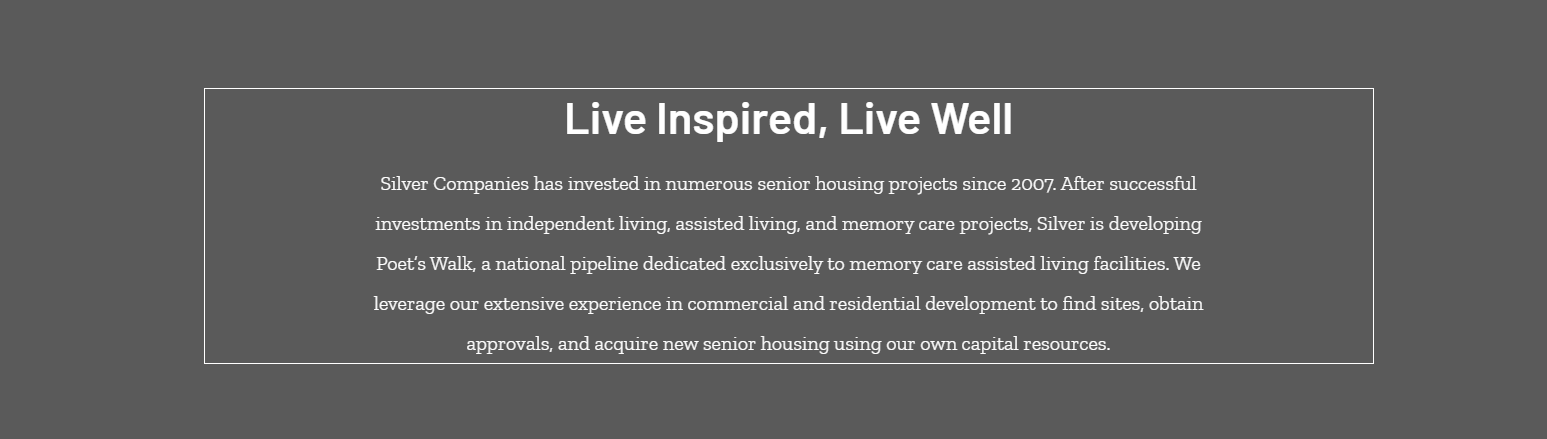 Live Inspired, Live Well
Silver Companies has invested in numerous senior housing projects since 2007. After successful
investments in independent living, assisted living, and memory care projects, Silver is developing
Poet’s Walk, a national pipeline dedicated exclusively to memory care assisted living facilities. We
leverage our extensive experience in commercial and residential development to find sites, obtain
approvals, and acquire new senior housing using our own capital resources.